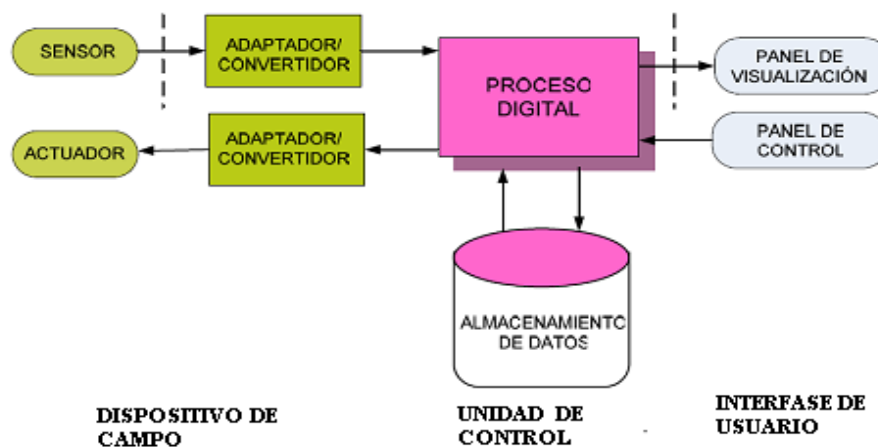 SENSOR
ADAPTADOR/
CONVERTIDOR
PROCESO
DIGITAL
PANEL DE
VISUALIZACIÓN
ACTUADOR
ADAPTADOR/
CONVERTIDOR
PANEL DE
CONTROL
ALMACENAMIENTO
DE DATOS
DISPOSITIVO DE
CAMPO
UNIDAD DE
CONTROL
INTERFASE DE
USUARIO